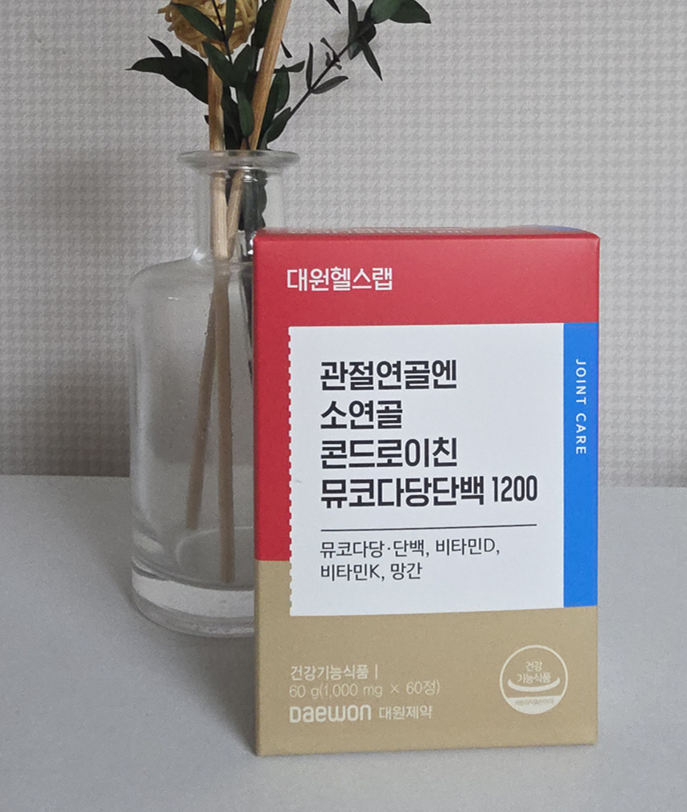 대원헬스랩
관절연골엔
소연골
콘드로이친
뮤코다당단백 1200
뮤코다당·단백, 비타민D,
비타민K, 망간
JOINT CARE
건강기능식품 |
60 g(1,000 mg × 60정)
Daewon 대원제약
건강
기능식품